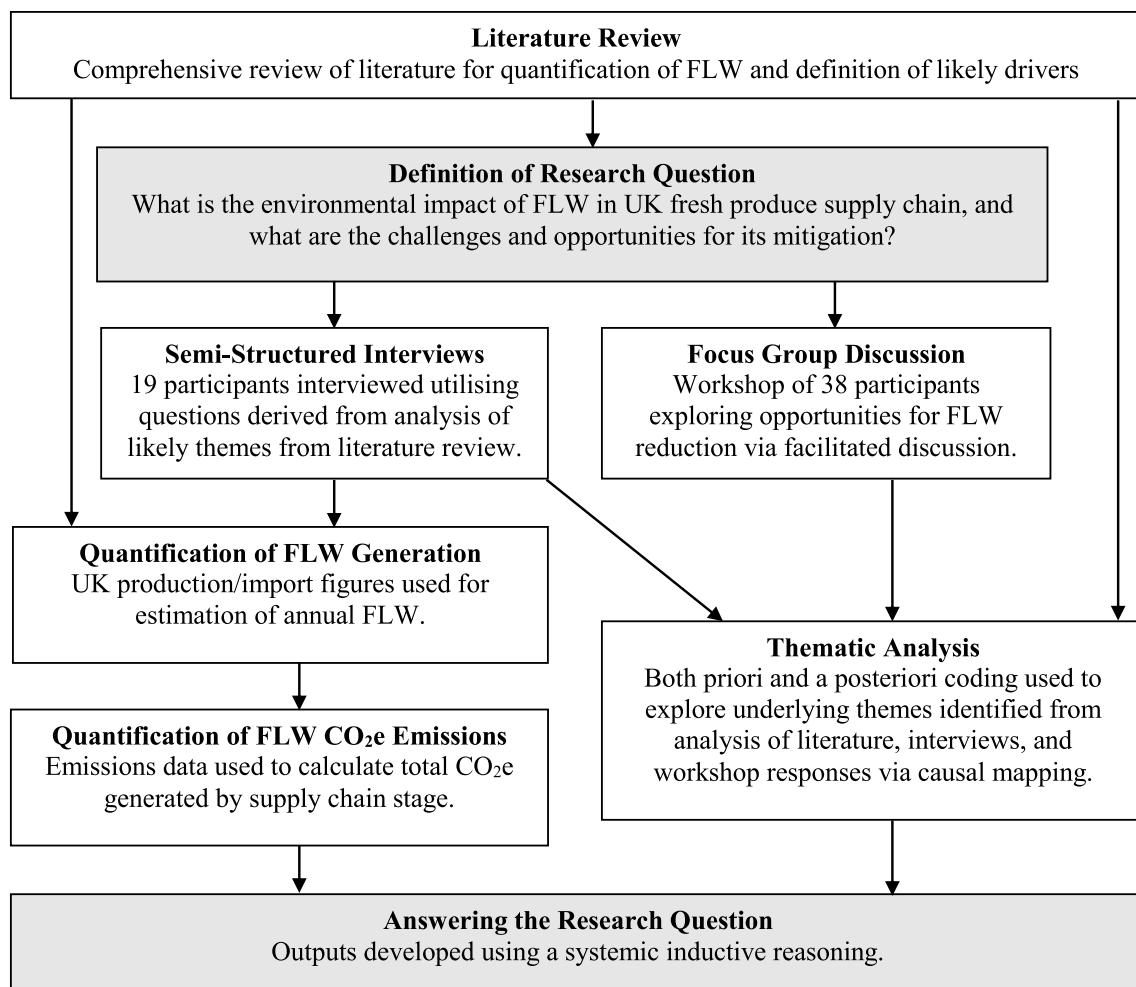 Literature Review
Comprehensive review of literature for quantification of FLW and definition of likely drivers
Definition of Research Question
What is the environmental impact of FLW in UK fresh produce supply chain, and
what are the challenges and opportunities for its mitigation?
Semi-Structured Interviews
19 participants interviewed utilising
questions derived from analysis of
likely themes from literature review.
Focus Group Discussion
Workshop of 38 participants
exploring opportunities for FLW
reduction via facilitated discussion.
Quantification of FLW Generation
UK production/import figures used for
estimation of annual FLW.
Thematic Analysis
Both priori and a posteriori coding used to
explore underlying themes identified from
analysis of literature, interviews, and
workshop responses via causal mapping.
Quantification of FLW CO₂e Emissions
Emissions data used to calculate total CO₂e
generated by supply chain stage.
Answering the Research Question
Outputs developed using a systemic inductive reasoning.